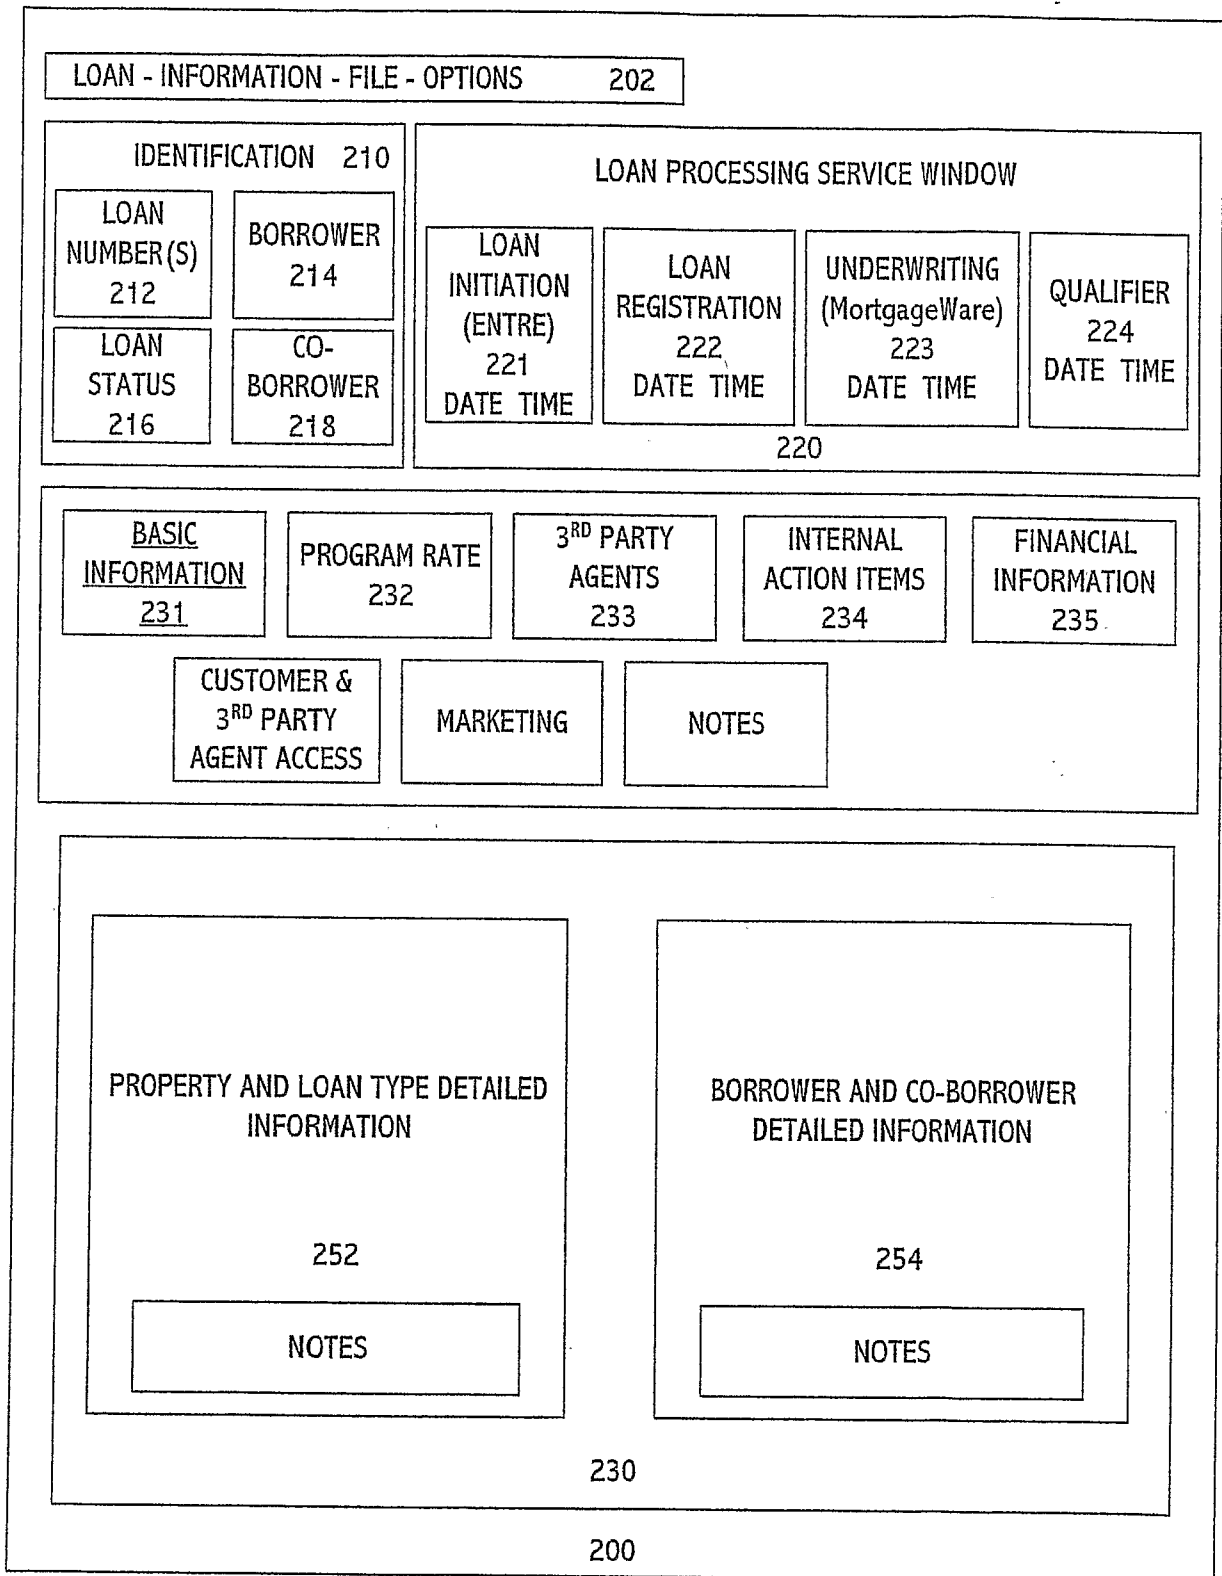 LOAN - INFORMATION - FILE - OPTIONS 202
IDENTIFICATION 210
LOAN
NUMBER(S)
212
BORROWER
214
LOAN
STATUS
216
CO-
BORROWER
218
LOAN PROCESSING SERVICE WINDOW
LOAN
INITIATION
(ENTRE)
221
DATE TIME
LOAN
REGISTRATION
222
DATE TIME
UNDERWRITING
(MortgageWare)
223
DATE TIME
QUALIFIER
224
DATE TIME
220
BASIC
INFORMATION
231
PROGRAM RATE
232
3RD PARTY
AGENTS
233
INTERNAL
ACTION ITEMS
234
FINANCIAL
INFORMATION
235
CUSTOMER &
3RD PARTY
AGENT ACCESS
MARKETING
NOTES
PROPERTY AND LOAN TYPE DETAILED
INFORMATION
252
NOTES
BORROWER AND CO-BORROWER
DETAILED INFORMATION
254
NOTES
230
200